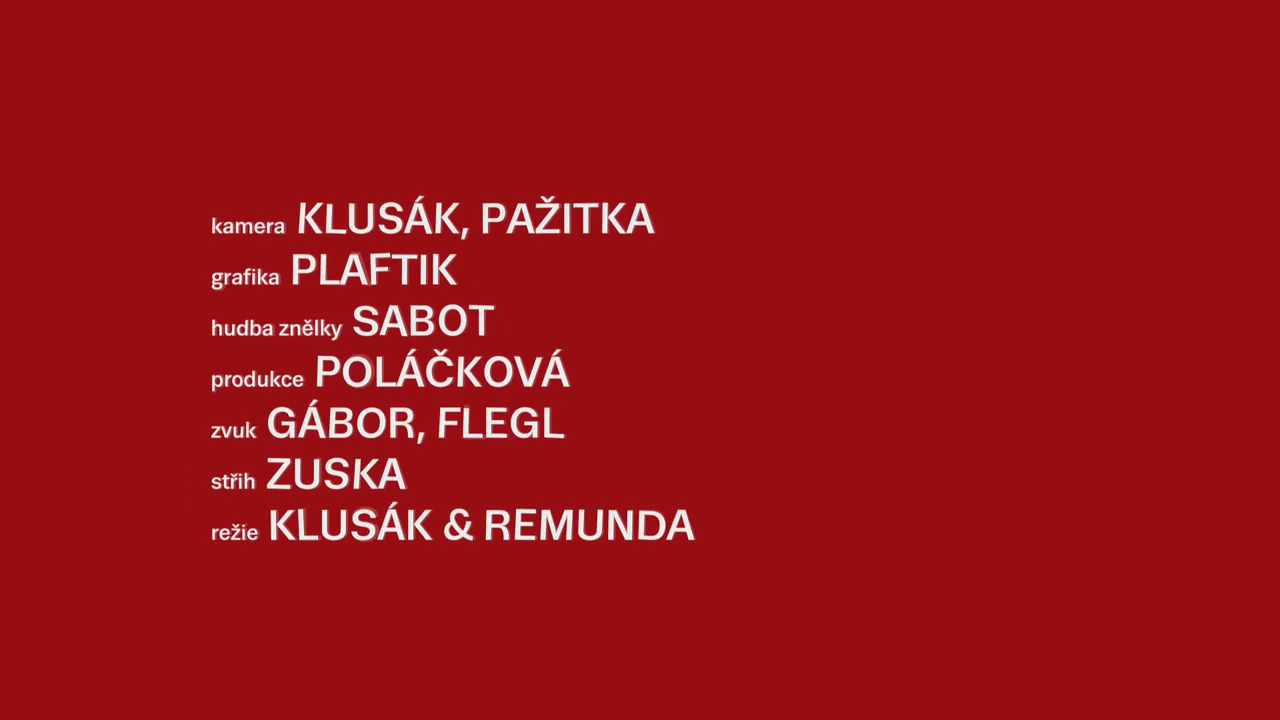 kamera KLUSÁK, PAŽITKA
grafika PLAFTIK
hudba znělky SABOT
produkce POLÁČKOVÁ
zvuk GÁBOR, FLEGL
střih ZUSKA
režie KLUSÁK & REMUNDA